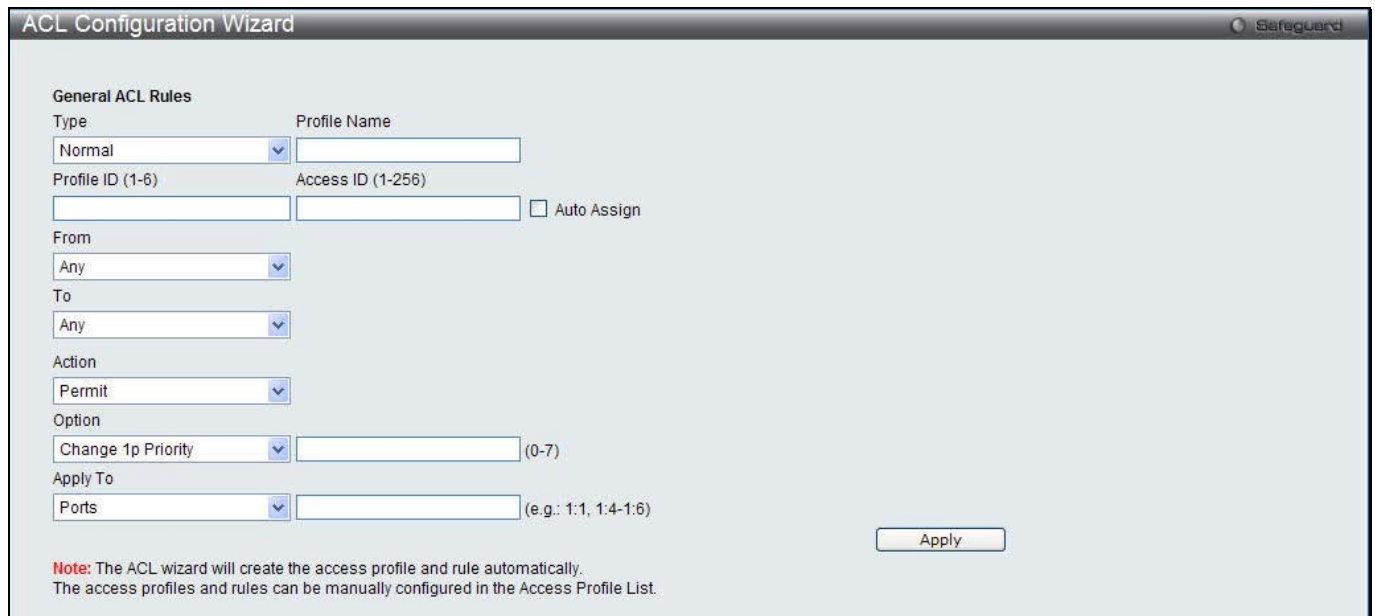 ACL Configuration Wizard
Safeguard
General ACL Rules
Type Profile Name
Normal
Profile ID (1-6) Access ID (1-256)
Auto Assign
From
Any
To
Any
Action
Permit
Option
Change 1p Priority (0-7)
Apply To
Ports (e.g.: 1:1, 1:4-1:6)
Apply
Note: The ACL wizard will create the access profile and rule automatically.
The access profiles and rules can be manually configured in the Access Profile List.